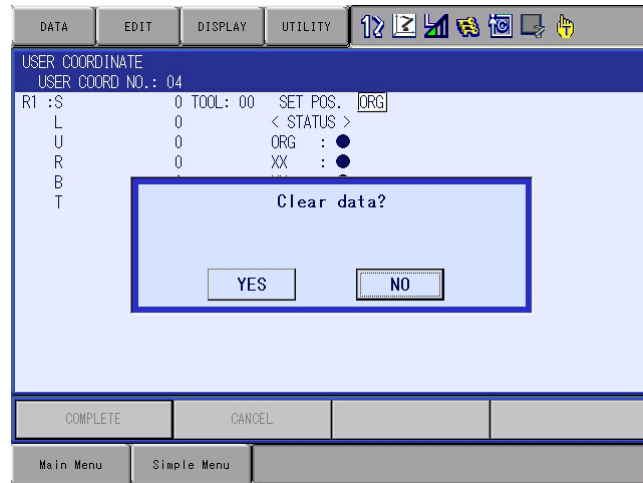 DATA EDIT DISPLAY UTILITY
USER COORDINATE
USER COORD NO.: 04
R1 :S 0 TOOL: 00 SET POS. ORG
L 0 < STATUS >
U 0 ORG : ●
R 0 XX : ●
B
T
Clear data?
YES NO
COMPLETE CANCEL
Main Menu Simple Menu